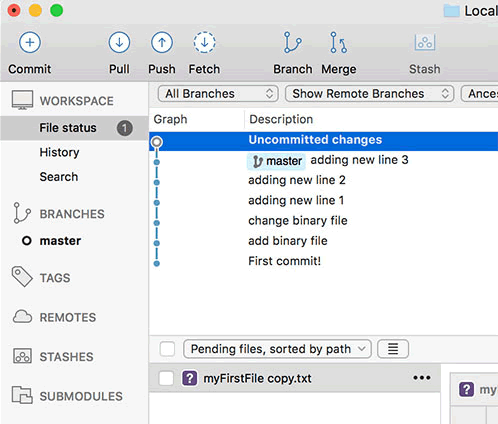 Local
Commit Pull Push Fetch Branch Merge Stash
WORKSPACE
File status 1
History
Search
BRANCHES
master
TAGS
REMOTES
STASHES
SUBMODULES
All Branches Show Remote Branches Ance
Graph Description
Uncommitted changes
master adding new line 3
adding new line 2
adding new line 1
change binary file
add binary file
First commit!
Pending files, sorted by path
? myFirstFile copy.txt •••
? my